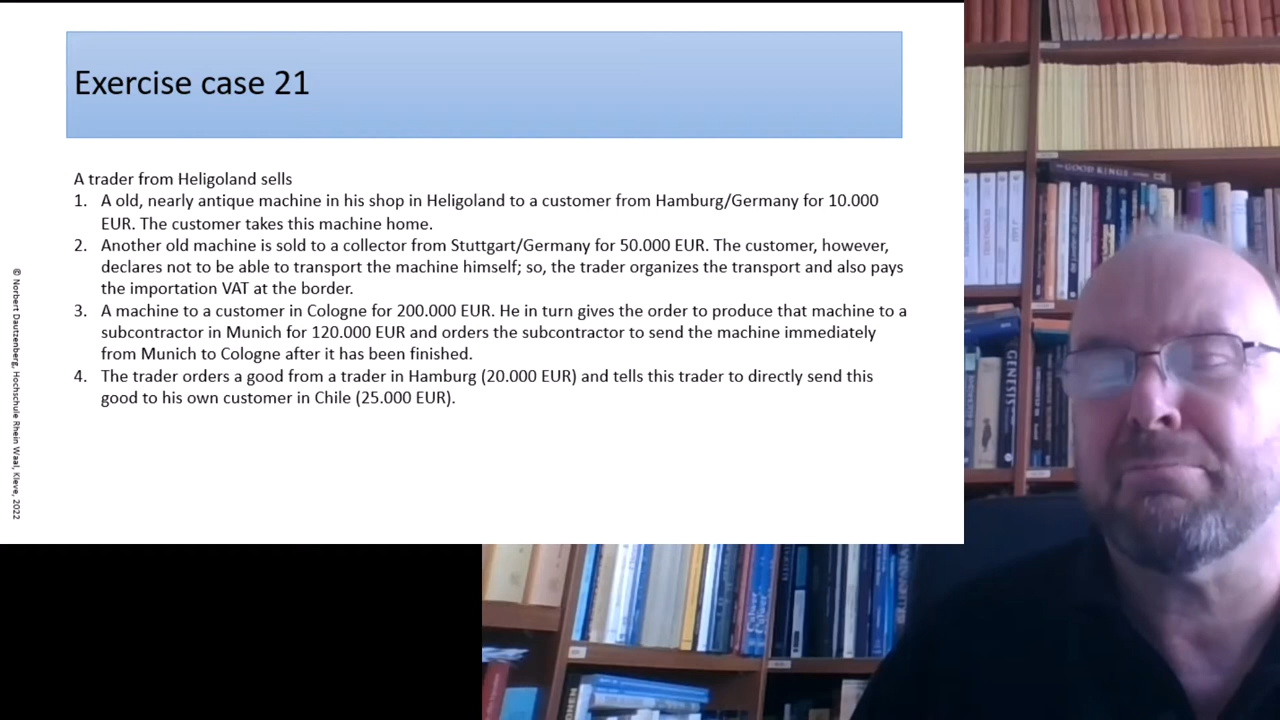 Exercise case 21
A trader from Heligoland sells
1. A old, nearly antique machine in his shop in Heligoland to a customer from Hamburg/Germany for 10.000
EUR. The customer takes this machine home.
2. Another old machine is sold to a collector from Stuttgart/Germany for 50.000 EUR. The customer, however,
declares not to be able to transport the machine himself; so, the trader organizes the transport and also pays
the importation VAT at the border.
3. A machine to a customer in Cologne for 200.000 EUR. He in turn gives the order to produce that machine to a
subcontractor in Munich for 120.000 EUR and orders the subcontractor to send the machine immediately
from Munich to Cologne after it has been finished.
4. The trader orders a good from a trader in Hamburg (20.000 EUR) and tells this trader to directly send this
good to his own customer in Chile (25.000 EUR).
© Norbert Dautzenberg, Hochschule Rhein Waal, Kleve, 2022
GENESIS